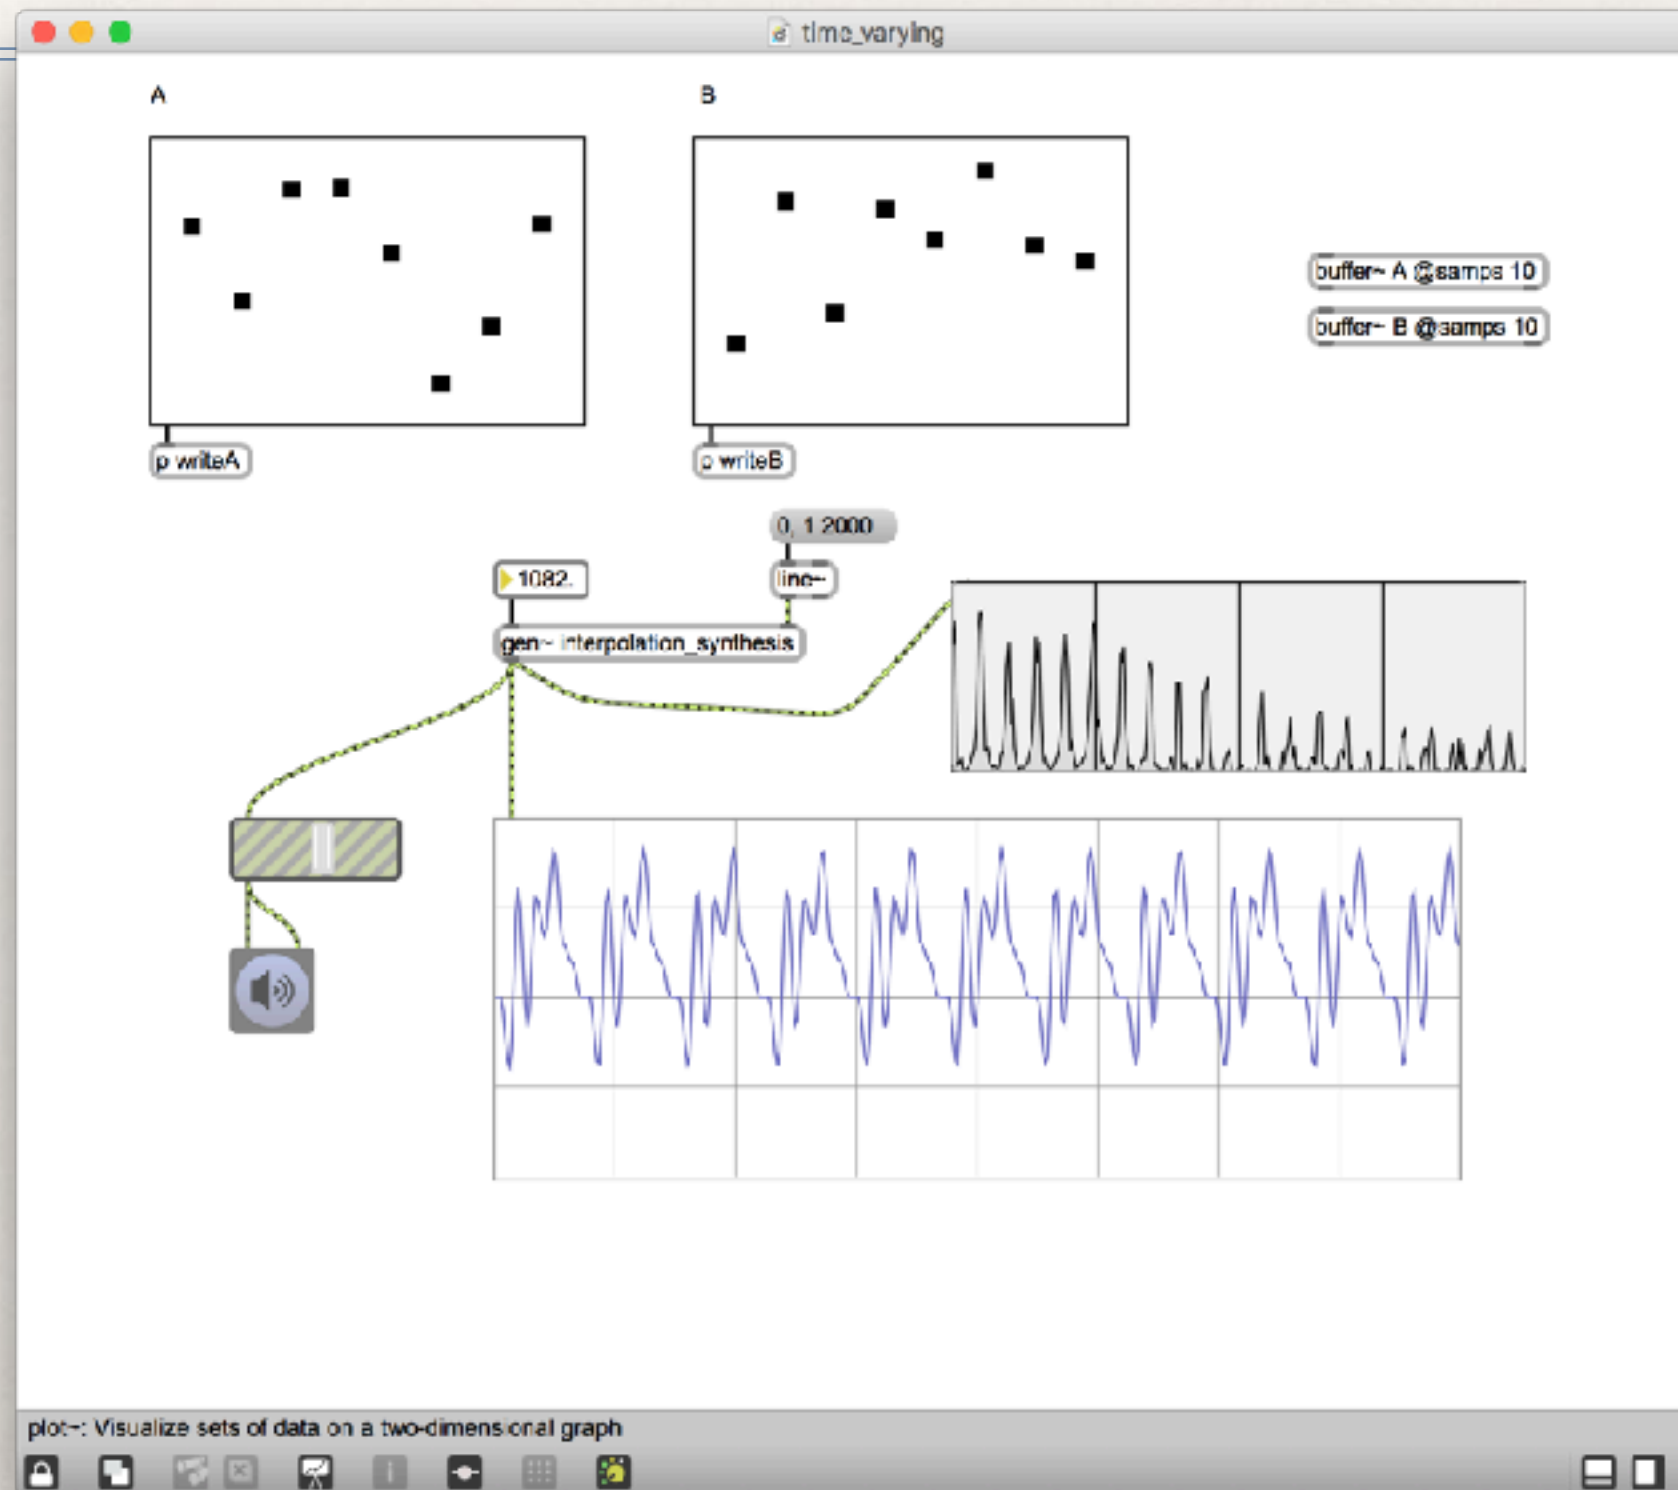 time_varying
A
B
buffer~ A @samps 10
buffer~ B @samps 10
p writeA
p writeB
0, 1 2000
1082.
line~
gen~ interpolation_synthesis
plot~: Visualize sets of data on a two-dimensional graph